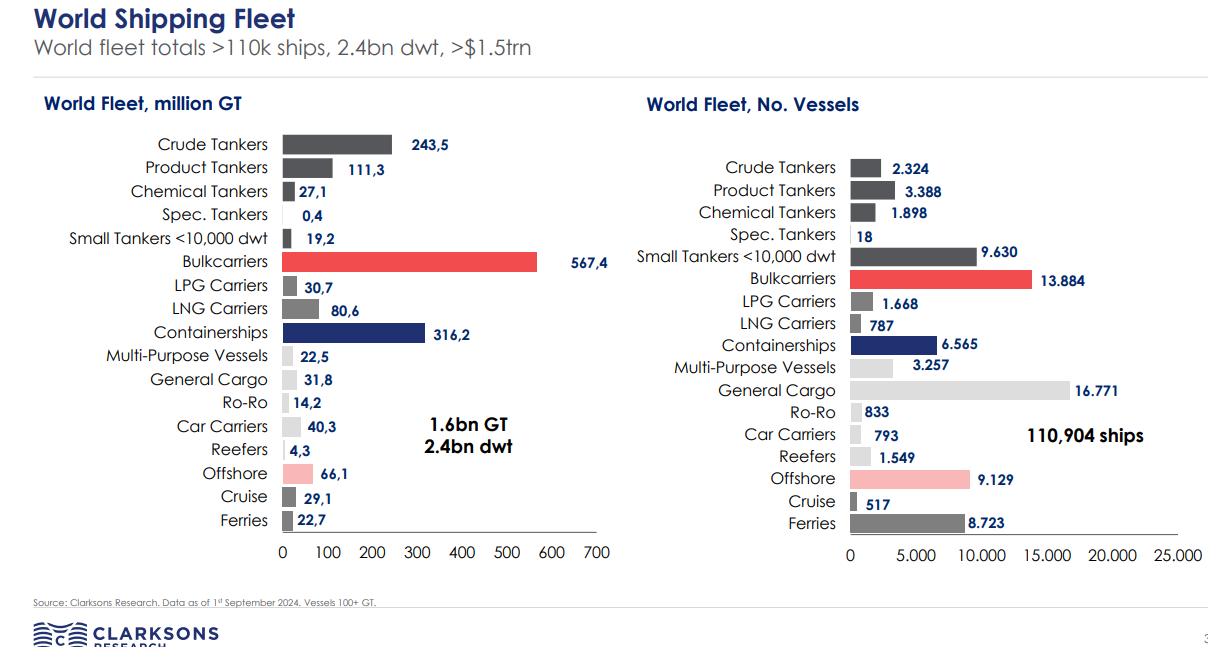 World Shipping Fleet
World fleet totals >110k ships, 2.4bn dwt, >$1.5trn
World Fleet, million GT
Crude Tankers 243,5
Product Tankers 111,3
Chemical Tankers 27,1
Spec. Tankers 0,4
Small Tankers <10,000 dwt 19,2
Bulkcarriers 567,4
LPG Carriers 30,7
LNG Carriers 80,6
Containerships 316,2
Multi-Purpose Vessels 22,5
General Cargo 31,8
Ro-Ro 14,2
Car Carriers 40,3
Reefers 4,3
Offshore 66,1
Cruise 29,1
Ferries 22,7
1.6bn GT
2.4bn dwt
0 100 200 300 400 500 600 700
World Fleet, No. Vessels
Crude Tankers 2.324
Product Tankers 3.388
Chemical Tankers 1.898
Spec. Tankers 18
Small Tankers <10,000 dwt 9.630
Bulkcarriers 13.884
LPG Carriers 1.668
LNG Carriers 787
Containerships 6.565
Multi-Purpose Vessels 3.257
General Cargo 16.771
Ro-Ro 833
Car Carriers 793
Reefers 1.549
Offshore 9.129
Cruise 517
Ferries 8.723
110,904 ships
0 5.000 10.000 15.000 20.000 25.000
Source: Clarksons Research. Data as of 1st September 2024. Vessels 100+ GT.
CLARKSONS
RESEARCH
3